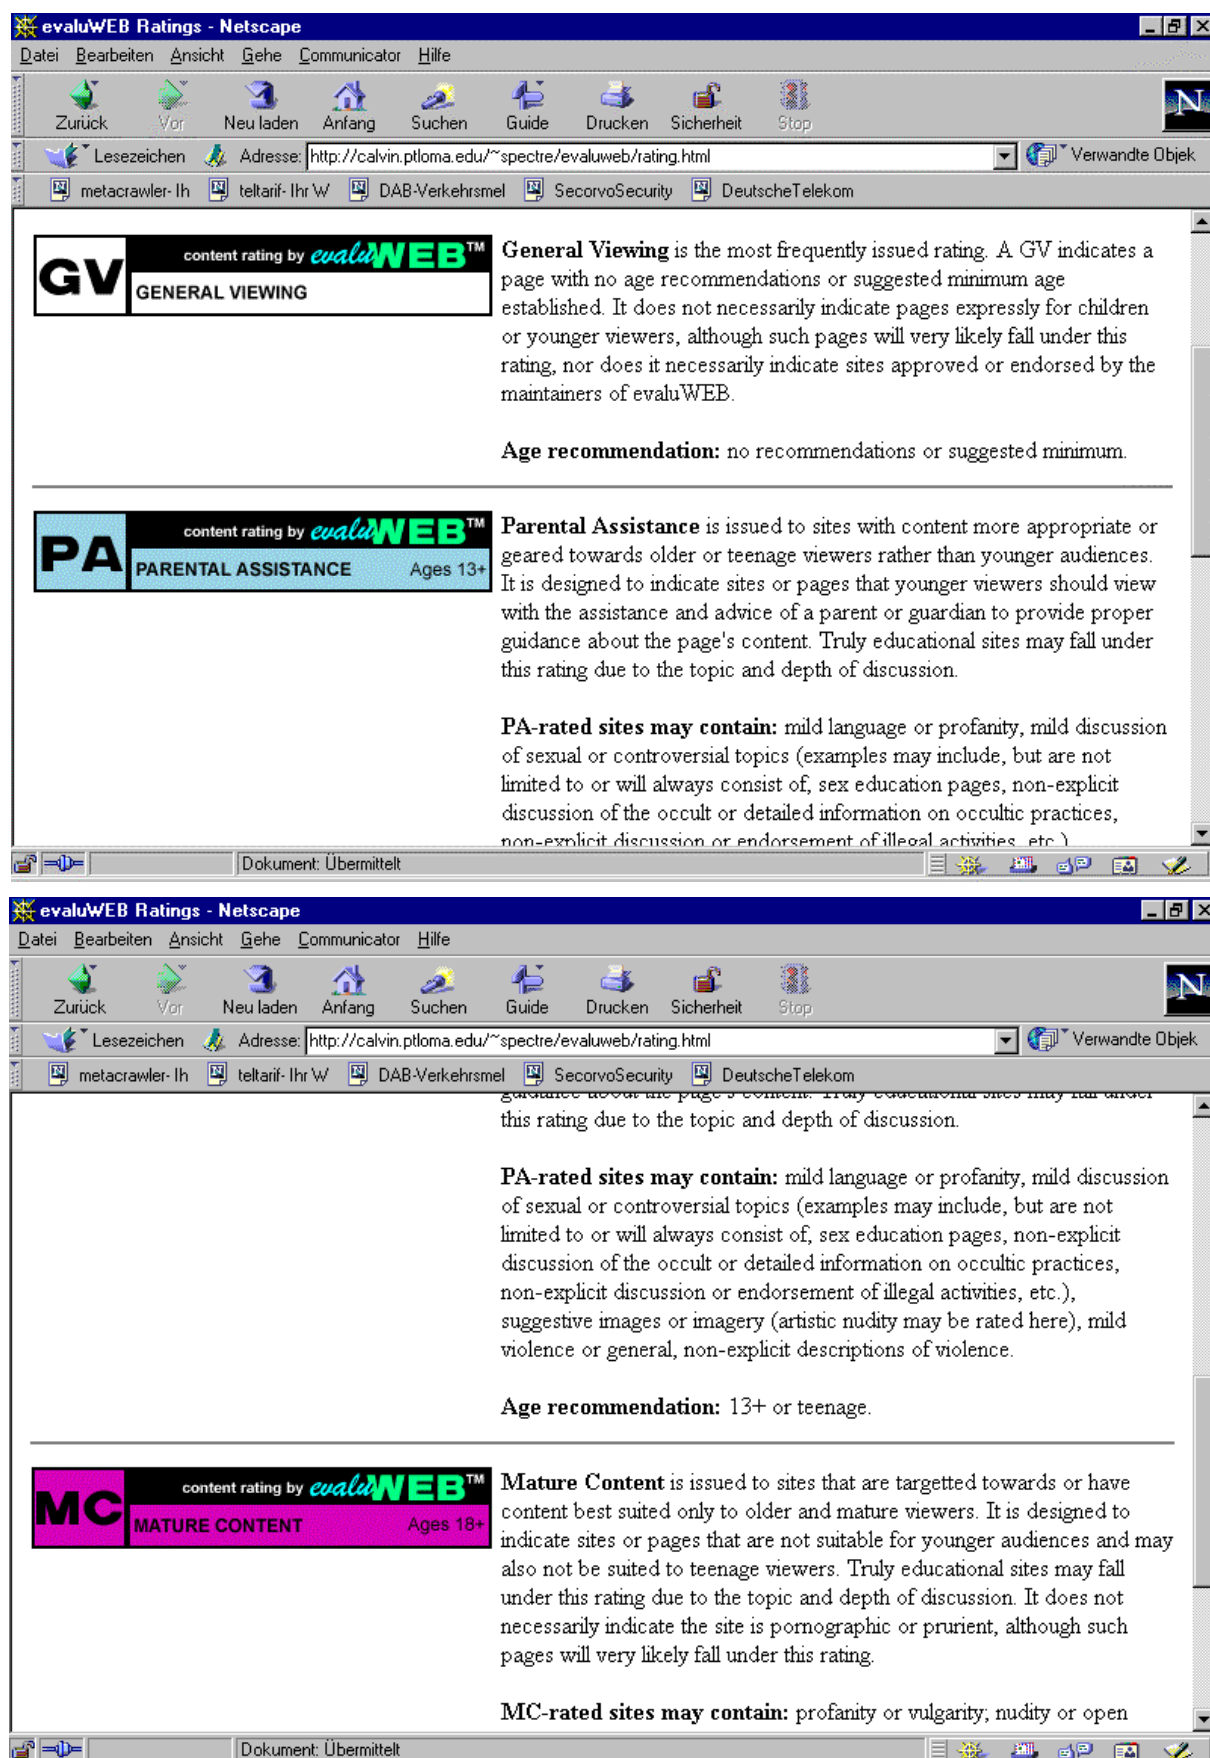 evaluWEB Ratings - Netscape
Datei Bearbeiten Ansicht Gehe Communicator Hilfe
Zurück Vor Neu laden Anfang Suchen Guide Drucken Sicherheit Stop
N
Lesezeichen Adresse: http://calvin.ptloma.edu/~spectre/evaluweb/rating.html Verwandte Objek
metacrawler- Ih teltarif- Ihr W DAB-Verkehrsmel SecorvoSecurity DeutscheTelekom
GV
content rating by evaluWEB™
GENERAL VIEWING
General Viewing is the most frequently issued rating. A GV indicates a
page with no age recommendations or suggested minimum age
established. It does not necessarily indicate pages expressly for children
or younger viewers, although such pages will very likely fall under this
rating, nor does it necessarily indicate sites approved or endorsed by the
maintainers of evaluWEB.
Age recommendation: no recommendations or suggested minimum.
PA
content rating by evaluWEB™
PARENTAL ASSISTANCE Ages 13+
Parental Assistance is issued to sites with content more appropriate or
geared towards older or teenage viewers rather than younger audiences.
It is designed to indicate sites or pages that younger viewers should view
with the assistance and advice of a parent or guardian to provide proper
guidance about the page's content. Truly educational sites may fall under
this rating due to the topic and depth of discussion.
PA-rated sites may contain: mild language or profanity, mild discussion
of sexual or controversial topics (examples may include, but are not
limited to or will always consist of, sex education pages, non-explicit
discussion of the occult or detailed information on occultic practices,
non-explicit discussion or endorsement of illegal activities, etc.)
Dokument: Übermittelt
evaluWEB Ratings - Netscape
Datei Bearbeiten Ansicht Gehe Communicator Hilfe
Zurück Vor Neu laden Anfang Suchen Guide Drucken Sicherheit Stop
N
Lesezeichen Adresse: http://calvin.ptloma.edu/~spectre/evaluweb/rating.html Verwandte Objek
metacrawler- Ih teltarif- Ihr W DAB-Verkehrsmel SecorvoSecurity DeutscheTelekom
guidance about the page's content. Truly educational sites may fall under
this rating due to the topic and depth of discussion.
PA-rated sites may contain: mild language or profanity, mild discussion
of sexual or controversial topics (examples may include, but are not
limited to or will always consist of, sex education pages, non-explicit
discussion of the occult or detailed information on occultic practices,
non-explicit discussion or endorsement of illegal activities, etc.),
suggestive images or imagery (artistic nudity may be rated here), mild
violence or general, non-explicit descriptions of violence.
Age recommendation: 13+ or teenage.
MC
content rating by evaluWEB™
MATURE CONTENT Ages 18+
Mature Content is issued to sites that are targetted towards or have
content best suited only to older and mature viewers. It is designed to
indicate sites or pages that are not suitable for younger audiences and may
also not be suited to teenage viewers. Truly educational sites may fall
under this rating due to the topic and depth of discussion. It does not
necessarily indicate the site is pornographic or prurient, although such
pages will very likely fall under this rating.
MC-rated sites may contain: profanity or vulgarity; nudity or open
Dokument: Übermittelt